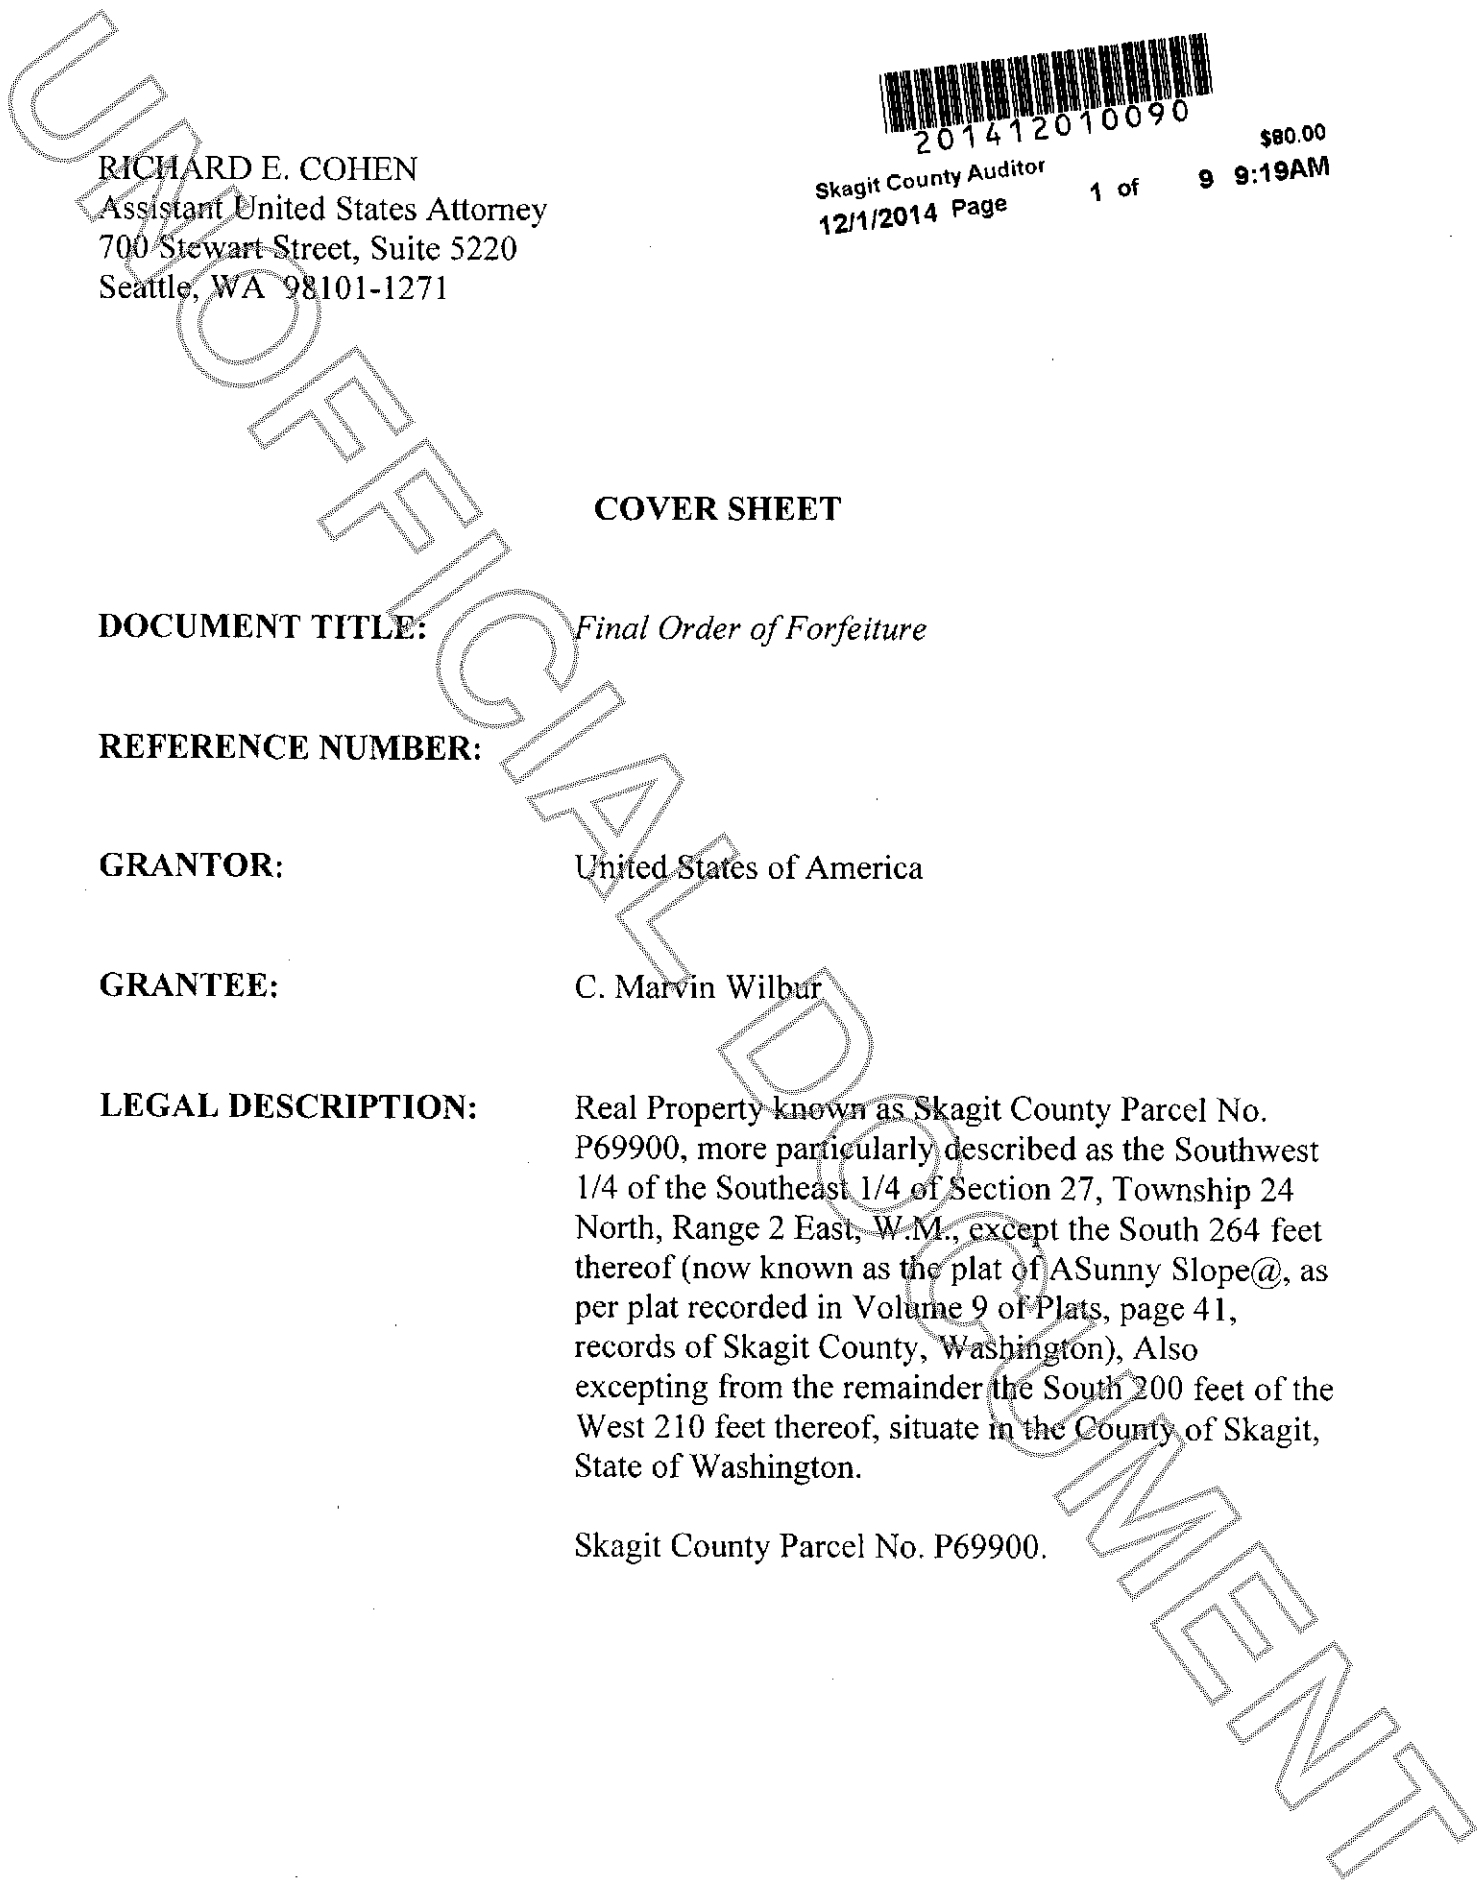 201412010090
$80.00
Skagit County Auditor
12/1/2014 Page 1 of 9 9:19AM
RICHARD E. COHEN
Assistant United States Attorney
700 Stewart Street, Suite 5220
Seattle, WA 98101-1271
COVER SHEET
DOCUMENT TITLE: Final Order of Forfeiture
REFERENCE NUMBER:
GRANTOR: United States of America
GRANTEE: C. Marvin Wilbur
LEGAL DESCRIPTION: Real Property known as Skagit County Parcel No.
P69900, more particularly described as the Southwest
1/4 of the Southeast 1/4 of Section 27, Township 24
North, Range 2 East, W.M., except the South 264 feet
thereof (now known as the plat of ASunny Slope@, as
per plat recorded in Volume 9 of Plats, page 41,
records of Skagit County, Washington), Also
excepting from the remainder the South 200 feet of the
West 210 feet thereof, situate in the County of Skagit,
State of Washington.
Skagit County Parcel No. P69900.
UNOFFICIAL DOCUMENT